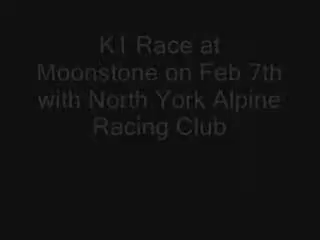 K1 Race at
Moonstone on Feb 7th
with North York Alpine
Racing Club